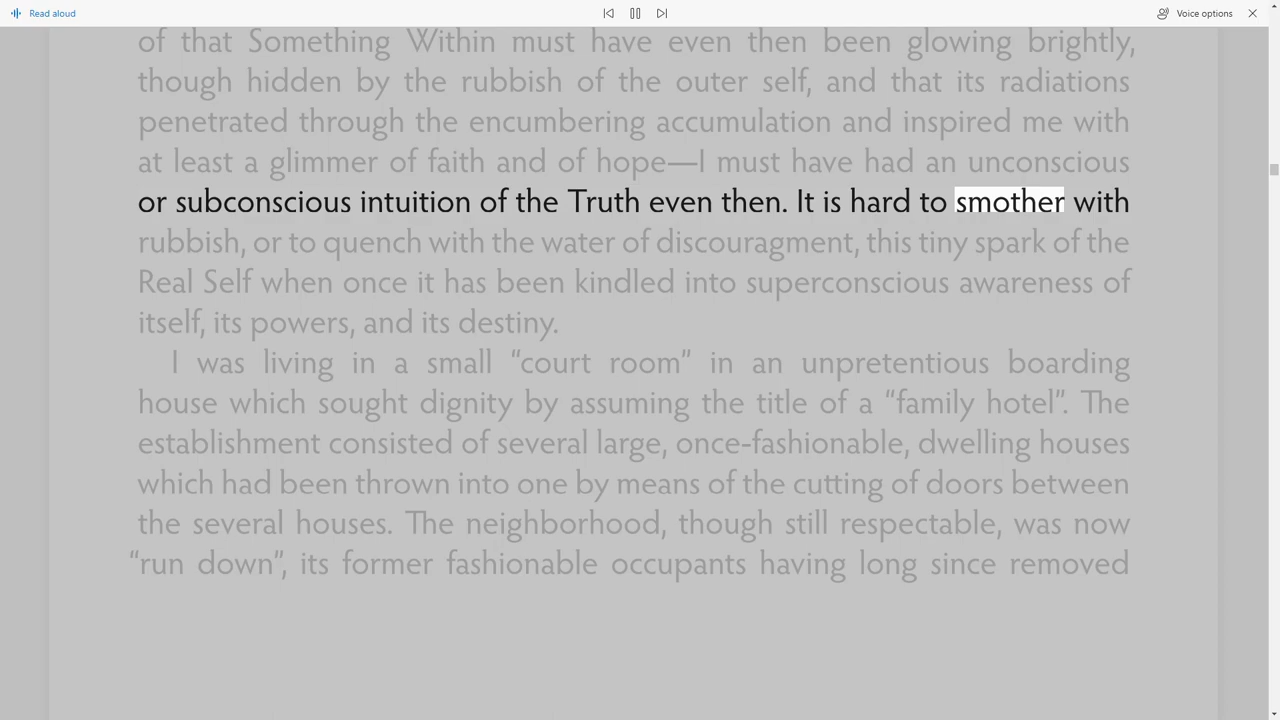 Read aloud
Voice options
of that Something Within must have even then been glowing brightly,
though hidden by the rubbish of the outer self, and that its radiations
penetrated through the encumbering accumulation and inspired me with
at least a glimmer of faith and of hope—I must have had an unconscious
or subconscious intuition of the Truth even then. It is hard to smother with
rubbish, or to quench with the water of discouragment, this tiny spark of the
Real Self when once it has been kindled into superconscious awareness of
itself, its powers, and its destiny.
I was living in a small “court room” in an unpretentious boarding
house which sought dignity by assuming the title of a “family hotel”. The
establishment consisted of several large, once-fashionable, dwelling houses
which had been thrown into one by means of the cutting of doors between
the several houses. The neighborhood, though still respectable, was now
“run down”, its former fashionable occupants having long since removed